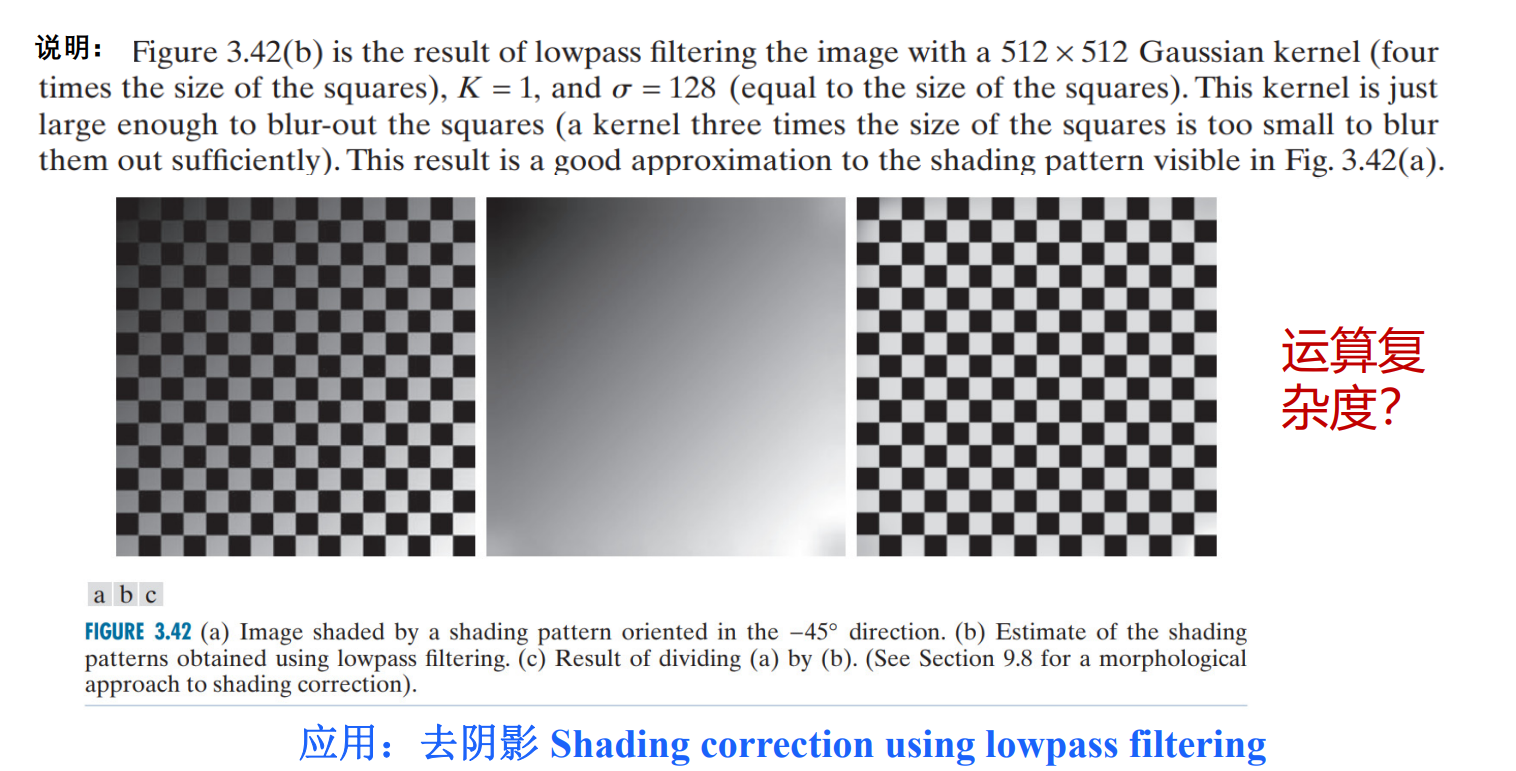 说明： Figure 3.42(b) is the result of lowpass filtering the image with a 512 × 512 Gaussian kernel (four
times the size of the squares), K = 1, and σ = 128 (equal to the size of the squares). This kernel is just
large enough to blur-out the squares (a kernel three times the size of the squares is too small to blur
them out sufficiently). This result is a good approximation to the shading pattern visible in Fig. 3.42(a).
运算复
杂度？
a b c
FIGURE 3.42 (a) Image shaded by a shading pattern oriented in the −45° direction. (b) Estimate of the shading
patterns obtained using lowpass filtering. (c) Result of dividing (a) by (b). (See Section 9.8 for a morphological
approach to shading correction).
应用：去阴影 Shading correction using lowpass filtering